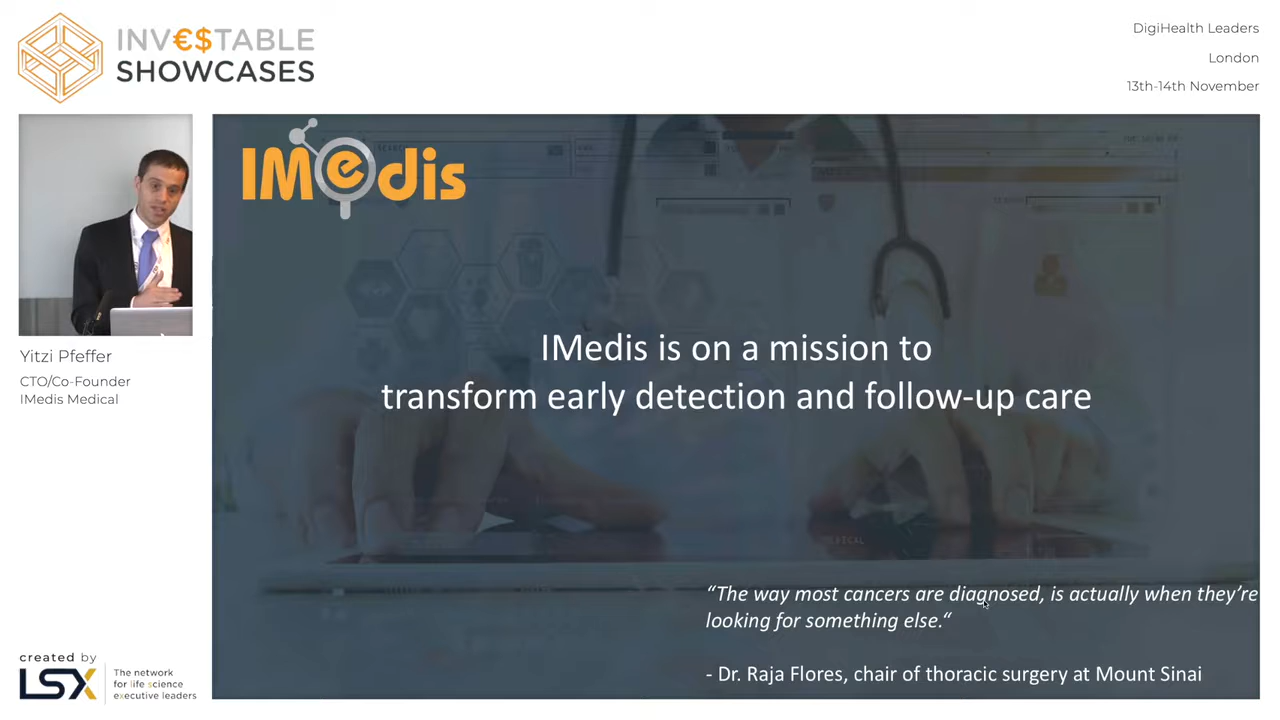 INV€$TABLE
SHOWCASES
DigiHealth Leaders
London
13th-14th November
Yitzi Pfeffer
CTO/Co-Founder
IMedis Medical
IMedis
IMedis is on a mission to
transform early detection and follow-up care
“The way most cancers are diagnosed, is actually when they’re
looking for something else.“
- Dr. Raja Flores, chair of thoracic surgery at Mount Sinai
created by
LSX
The network
for life science
executive leaders